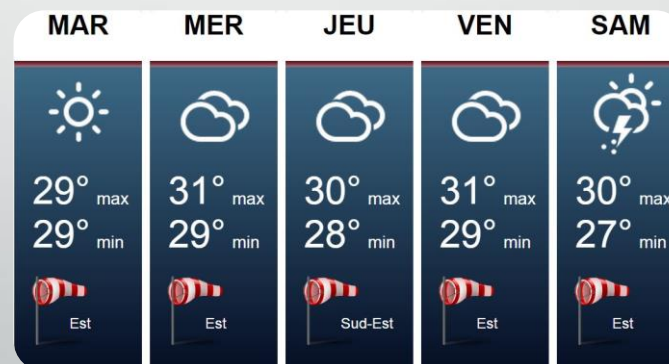 MAR MER JEU VEN SAM
29° max 31° max 30° max 31° max 30° max
29° min 29° min 28° min 29° min 27° min
Est Est Sud-Est Est Est